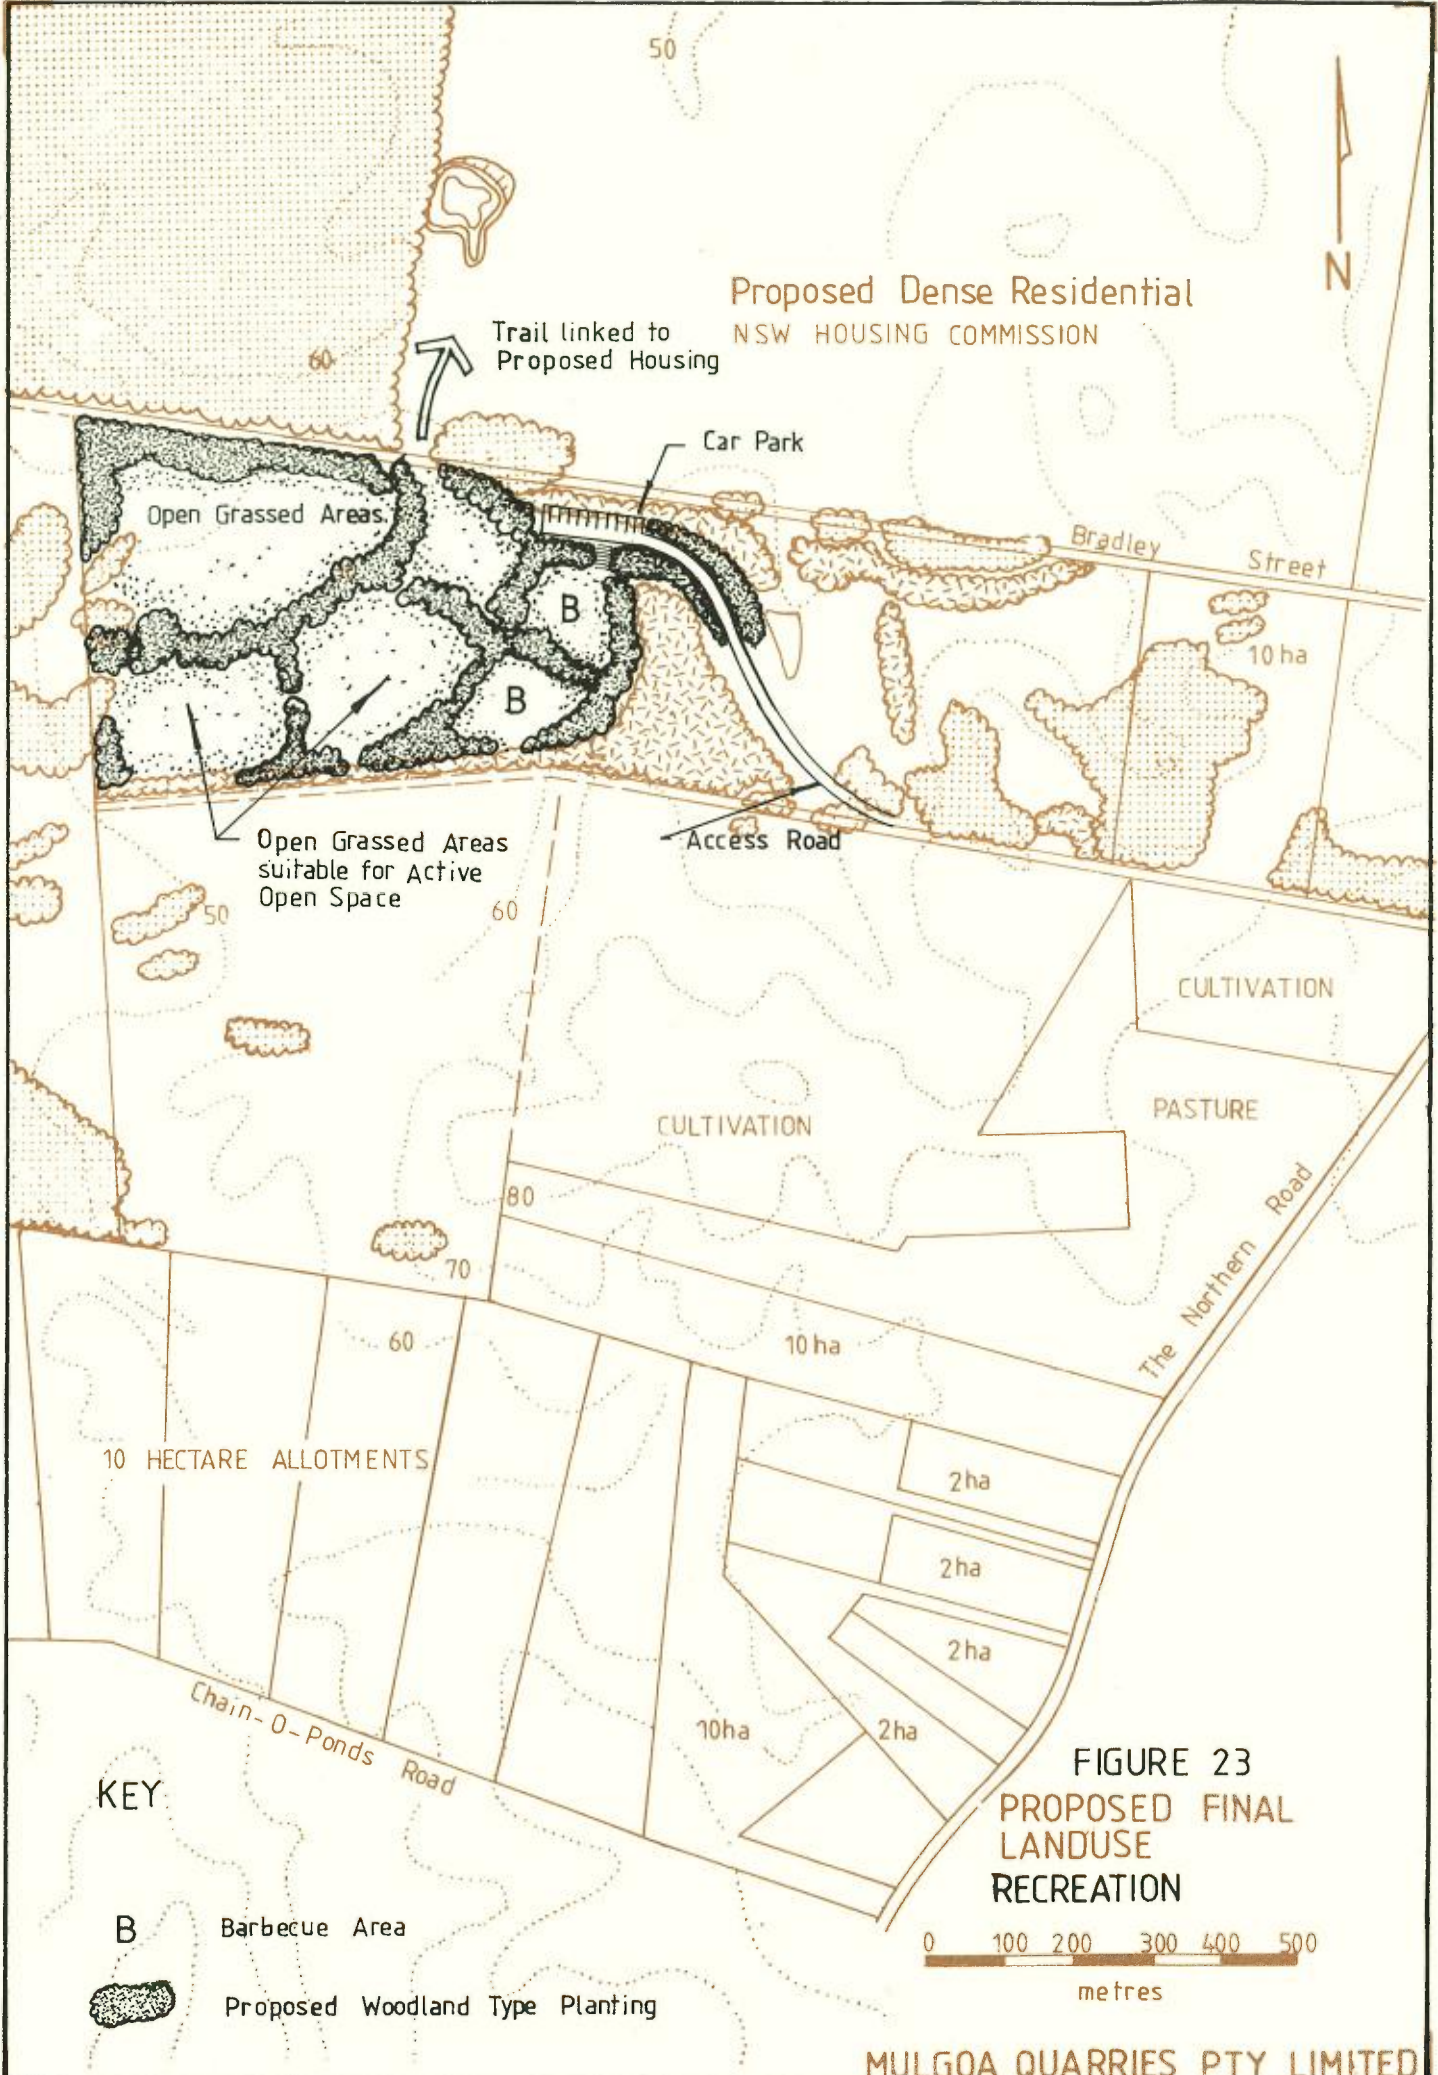 50
N
Proposed Dense Residential
NSW HOUSING COMMISSION
Trail linked to
Proposed Housing
60
Car Park
Open Grassed Areas.
Bradley Street
B
10 ha
B
Access Road
Open Grassed Areas
suitable for Active
Open Space
50
60
CULTIVATION
PASTURE
CULTIVATION
The Northern Road
80
70
60
10 ha
10 HECTARE ALLOTMENTS
2ha
2ha
2ha
10ha
2ha
Chain-O-Ponds Road
KEY
B Barbecue Area
Proposed Woodland Type Planting
FIGURE 23
PROPOSED FINAL
LANDUSE
RECREATION
0 100 200 300 400 500
metres
MULGOA QUARRIES PTY LIMITED